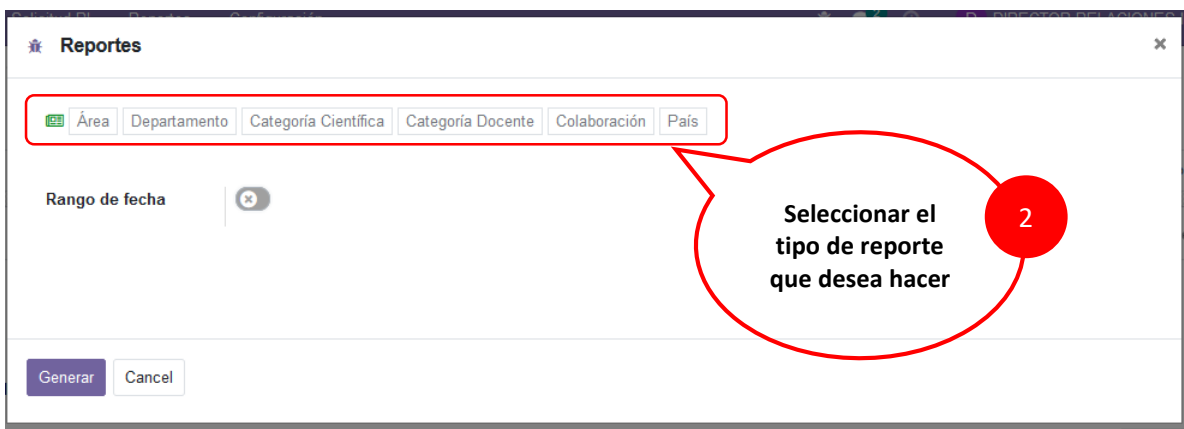 Reportes
Área Departamento Categoría Científica Categoría Docente Colaboración País
Rango de fecha
Seleccionar el
tipo de reporte
que desea hacer
2
Generar Cancel